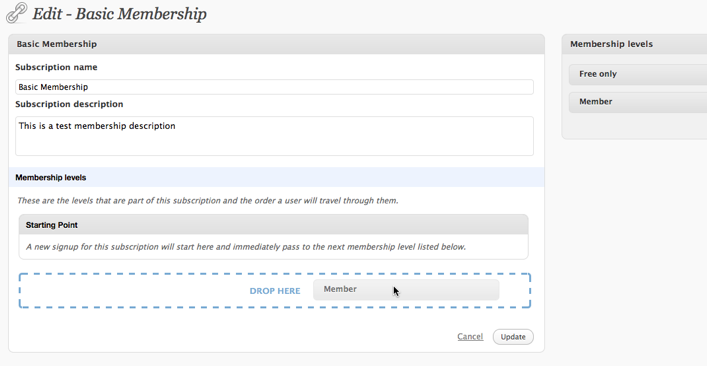 Edit - Basic Membership
Basic Membership
Subscription name
Basic Membership
Subscription description
This is a test membership description
Membership levels
These are the levels that are part of this subscription and the order a user will travel through them.
Starting Point
A new signup for this subscription will start here and immediately pass to the next membership level listed below.
DROP HERE
Member
Cancel
Update
Membership levels
Free only
Member